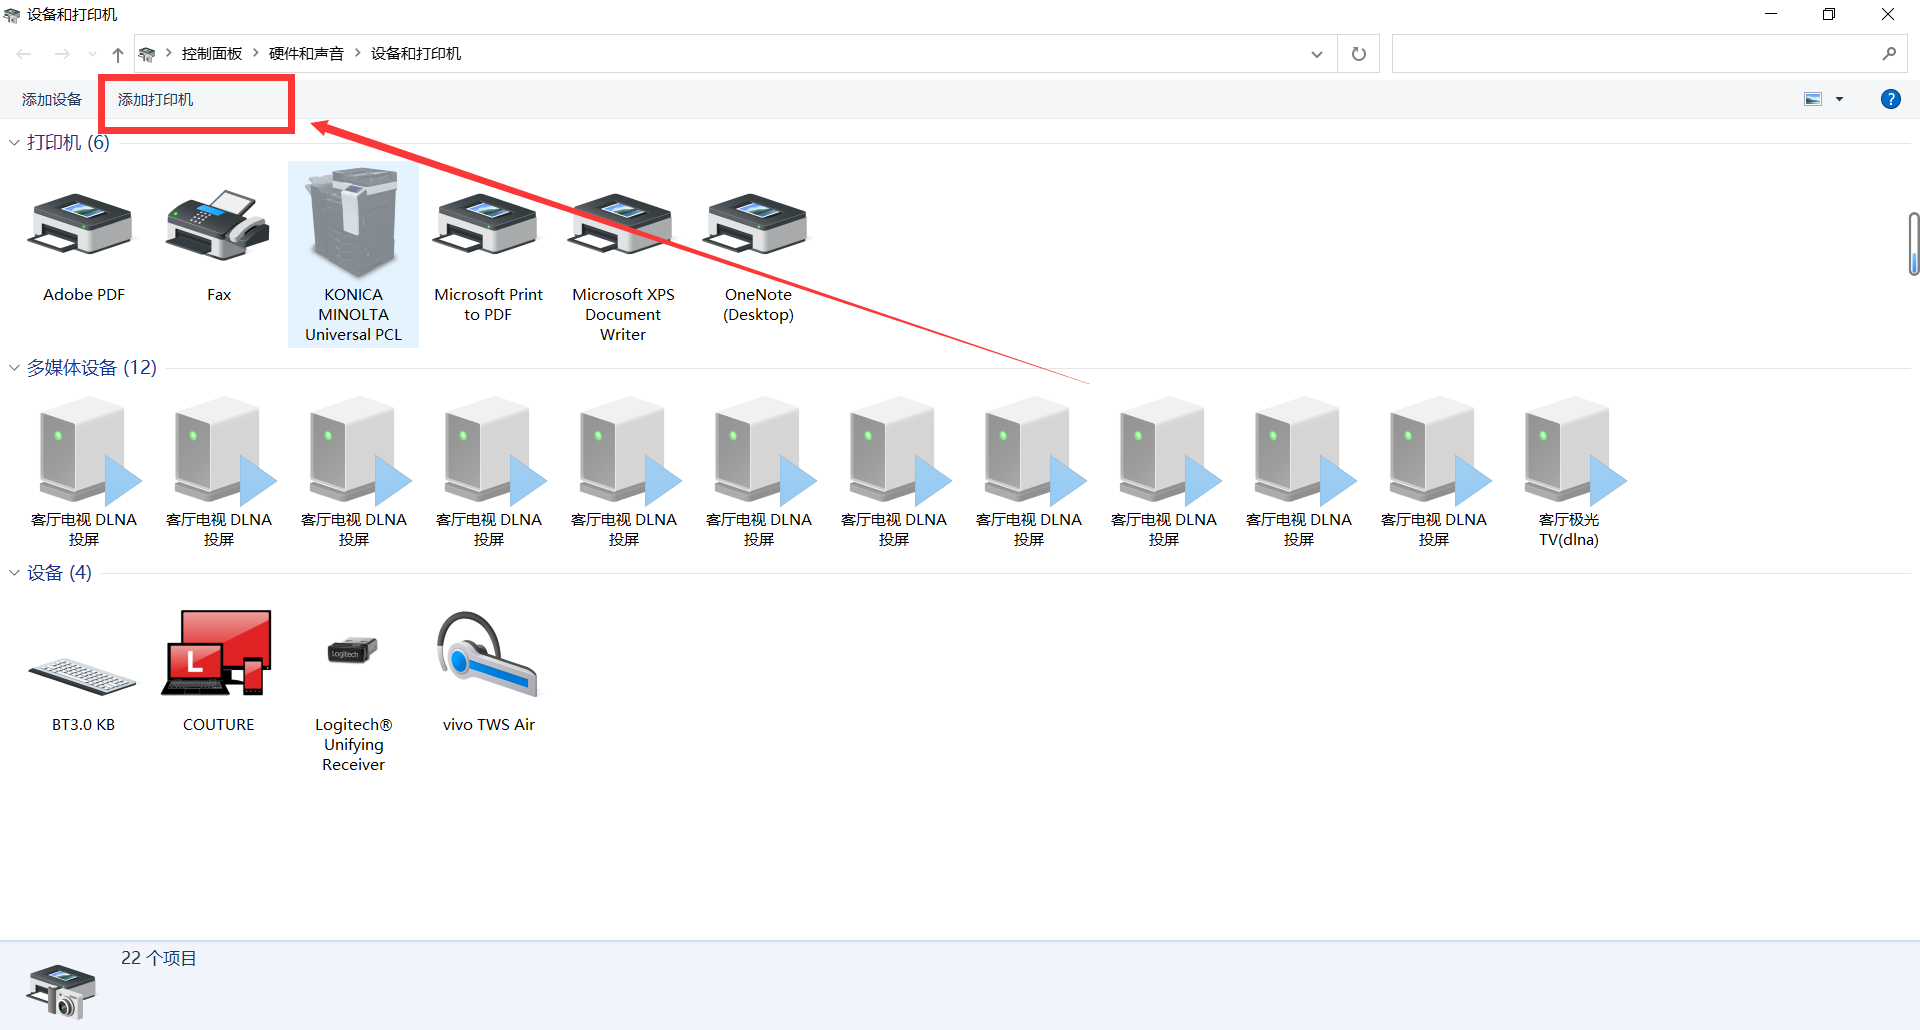 设备和打印机
控制面板 硬件和声音 设备和打印机
添加设备 添加打印机
打印机 (6)
Adobe PDF
Fax
KONICA
MINOLTA
Universal PCL
Microsoft Print
to PDF
Microsoft XPS
Document
Writer
OneNote
(Desktop)
多媒体设备 (12)
客厅电视 DLNA
投屏
客厅电视 DLNA
投屏
客厅电视 DLNA
投屏
客厅电视 DLNA
投屏
客厅电视 DLNA
投屏
客厅电视 DLNA
投屏
客厅电视 DLNA
投屏
客厅电视 DLNA
投屏
客厅电视 DLNA
投屏
客厅电视 DLNA
投屏
客厅电视 DLNA
投屏
客厅极光
TV(dlna)
设备 (4)
L
Logitech
BT3.0 KB
COUTURE
Logitech®
Unifying
Receiver
vivo TWS Air
22 个项目